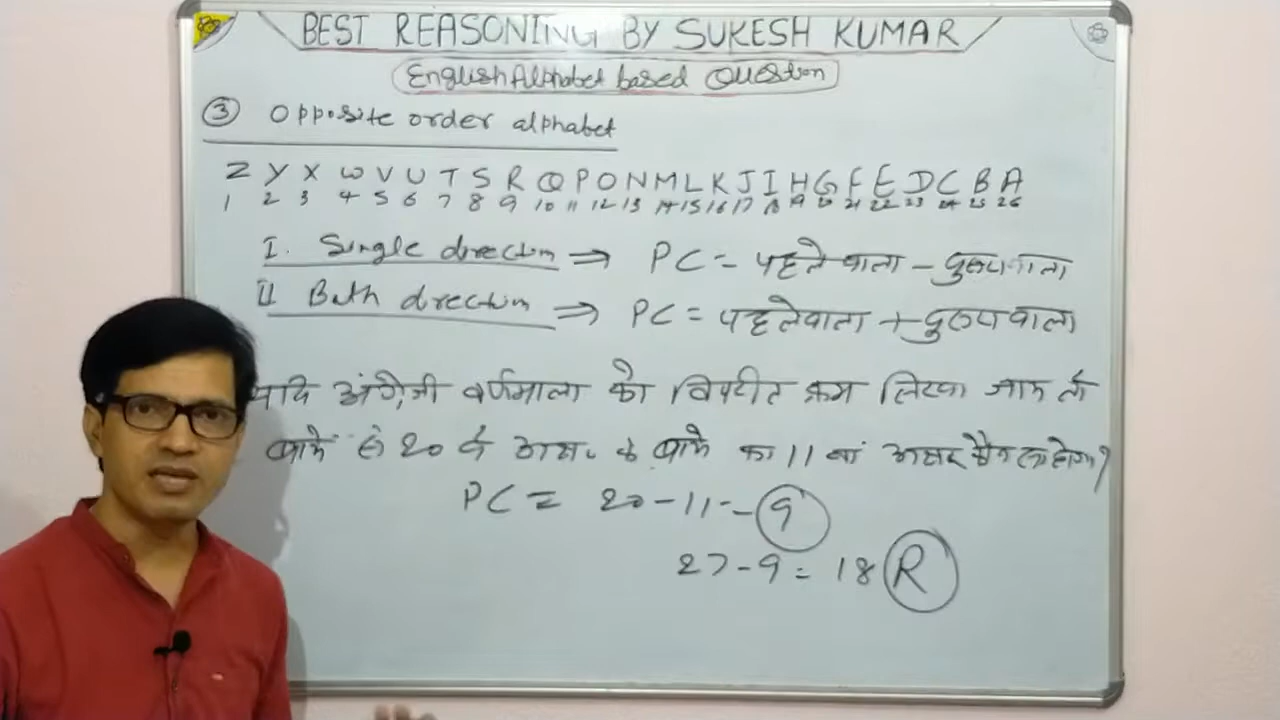 BEST REASONING BY SUKESH KUMAR
English Alphabet based Question
③ Opposite order alphabet
Z Y X W V U T S R Q P O N M L K J I H G F E D C B A
1 2 3 4 5 6 7 8 9 10 11 12 13 14 15 16 17 18 19 20 21 22 23 24 25 26
I. Single direction ⇒ PC = पहलेवाला -
II Both direction ⇒ PC = पहलेवाला +
यदि अंग्रेजी वर्णमाला को विपरीत क्रम लिखा जाए तो
बायें से 20 वें अक्षर के बायें का 11 वां अक्षर कौन सा होगा?
PC = 20-11 = 9
27-9 = 18 R